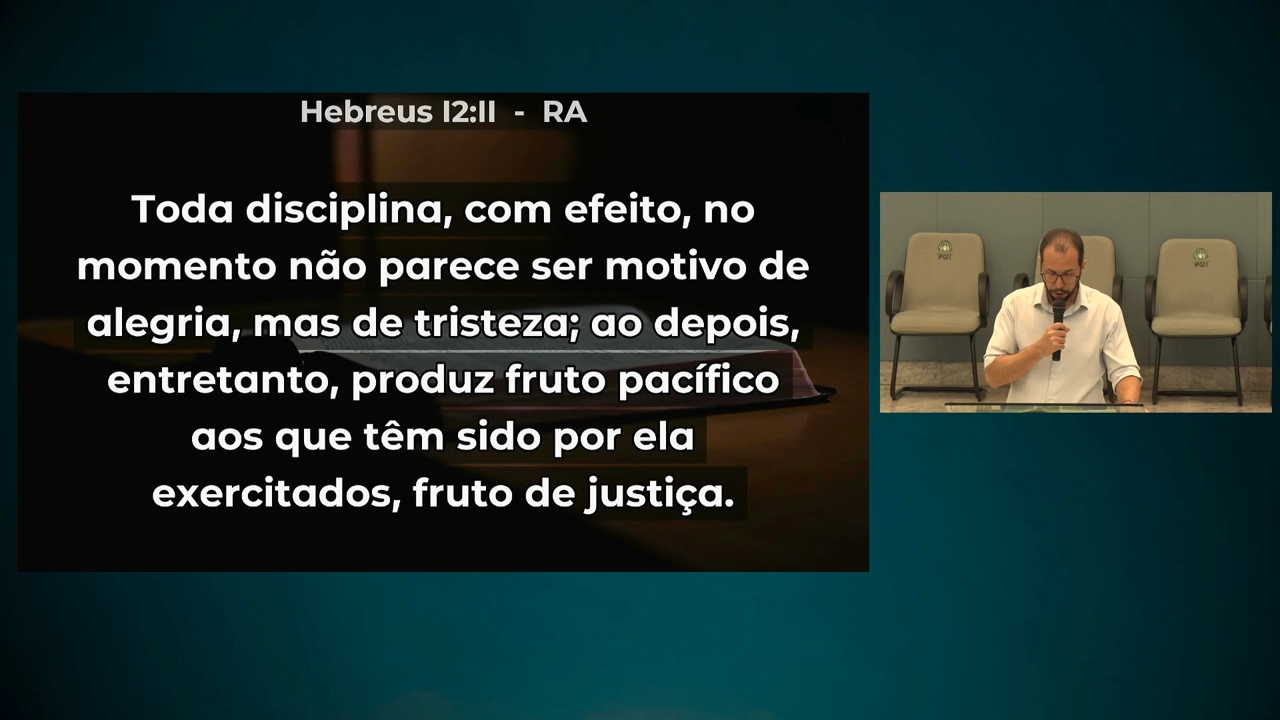 Hebreus 12:11 - RA
Toda disciplina, com efeito, no
momento não parece ser motivo de
alegria, mas de tristeza; ao depois,
entretanto, produz fruto pacífico
aos que têm sido por ela
exercitados, fruto de justiça.